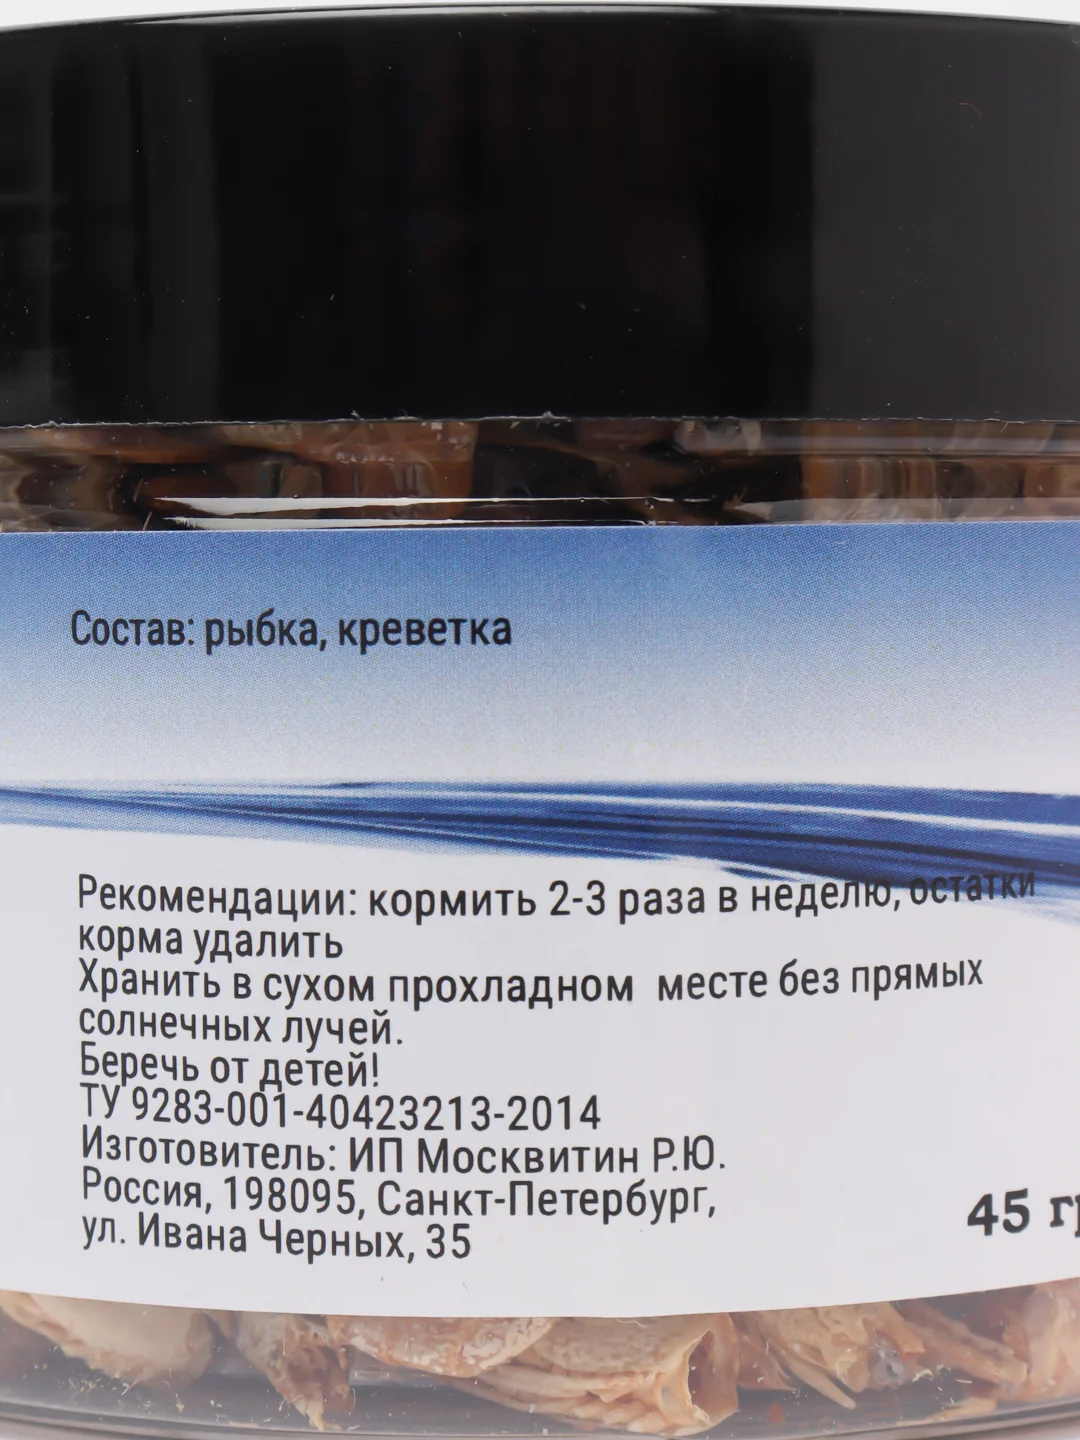 Состав: рыбка, креветка
Рекомендации: кормить 2-3 раза в неделю, остатки
корма удалить
Хранить в сухом прохладном месте без прямых
солнечных лучей.
Беречь от детей!
ТУ 9283-001-40423213-2014
Изготовитель: ИП Москвитин Р.Ю.
Россия, 198095, Санкт-Петербург,
ул. Ивана Черных, 35
45